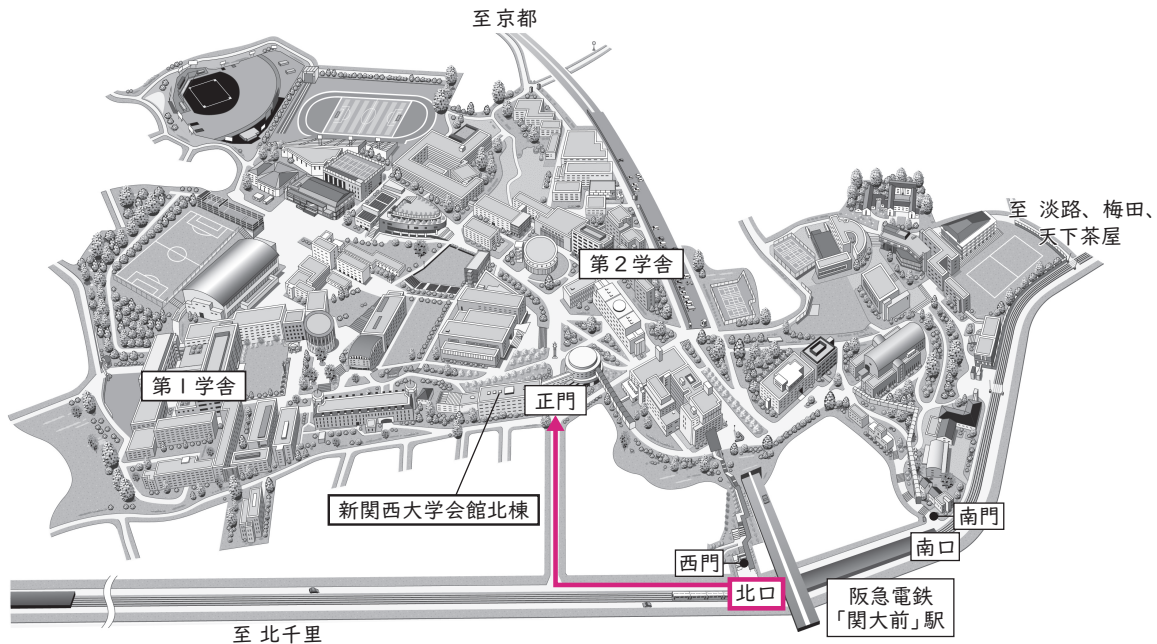 至 京都
至 淡路、梅田、
天下茶屋
第2学舎
第1学舎
正門
新関西大学会館北棟
南門
南口
西門
北口
阪急電鉄
「関大前」駅
至 北千里